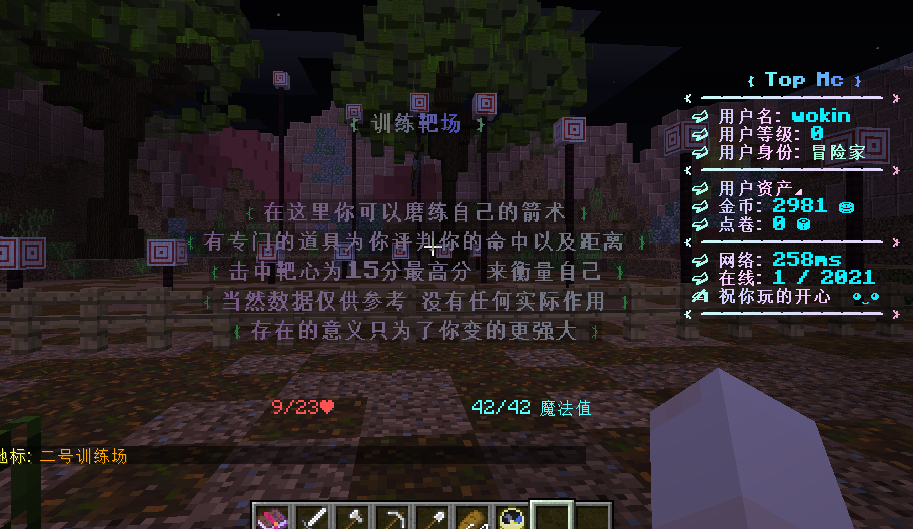 训练靶场
在这里你可以磨练自己的箭术
有专门的道具为你评判你的命中以及距离
击中靶心为15分最高分 来衡量自己
当然数据仅供参考 没有任何实际作用
存在的意义只为了你变的更强大
9/23
42/42 魔法值
地标: 二号训练场
Top Mc
用户名: wokin
用户等级: 0
用户身份: 冒险家
用户资产
金币: 2981
点卷: 0
网络: 258ms
在线: 1 / 2021
祝你玩的开心